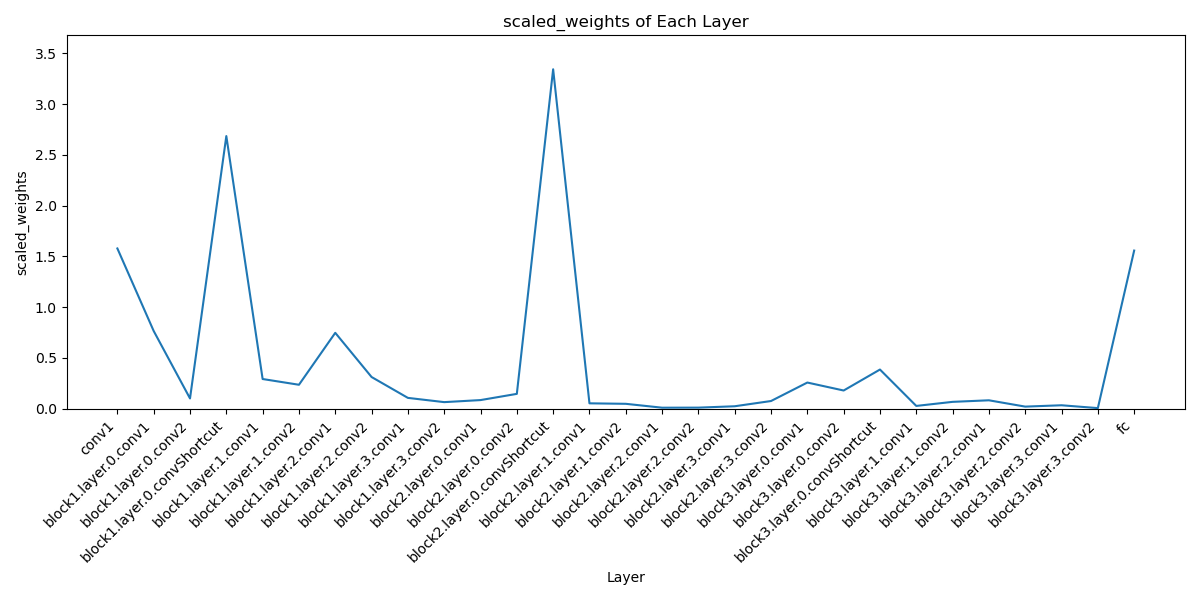 scaled_weights of Each Layer
scaled_weights
3.5
3.0
2.5
2.0
1.5
1.0
0.5
0.0
conv1
block1.layer.0.conv1
block1.layer.0.conv2
block1.layer.0.convShortcut
block1.layer.1.conv1
block1.layer.1.conv2
block1.layer.2.conv1
block1.layer.2.conv2
block1.layer.3.conv1
block1.layer.3.conv2
block2.layer.0.conv1
block2.layer.0.conv2
block2.layer.0.convShortcut
block2.layer.1.conv1
block2.layer.1.conv2
block2.layer.2.conv1
block2.layer.2.conv2
block2.layer.3.conv1
block2.layer.3.conv2
block3.layer.0.conv1
block3.layer.0.conv2
block3.layer.0.convShortcut
block3.layer.1.conv1
block3.layer.1.conv2
block3.layer.2.conv1
block3.layer.2.conv2
block3.layer.3.conv1
block3.layer.3.conv2
fc
Layer